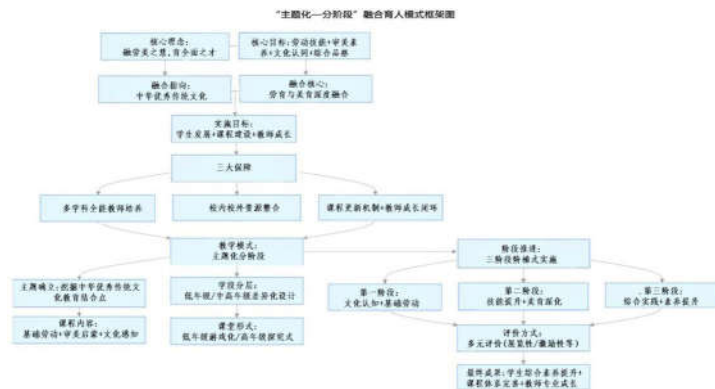 “主题化—分阶段”融合育人模式框架图
核心理念:
融劳美之慧,育全面之才
核心目标:劳动技能+审美素
养+文化认同+综合品格
融合指向:
中华优秀传统文化
融合核心:
劳育与美育深度融合
实施目标:
学生发展+课程建设+教师成长
三大保障
多学科全能教师培养
校内校外资源整合
课程更新机制+教师成长闭环
教学模式:
主题化分阶段
阶段推进:
三阶段阶梯式实施
主题确立:挖掘中华优秀传统文
化教育结合点
学段分层:
低年级/中高年级差异化设计
第一阶段:
文化认知+基础劳动
第二阶段:
技能提升+美育深化
第三阶段:
综合实践+素养提升
课程内容:
基础劳动+审美启蒙+文化感知
课堂形式:
低年级游戏化/高年级探究式
评价方式:
多元评价(展览性/激励性等)
最终成果:学生综合素养提升+
课程体系完善+教师专业成长